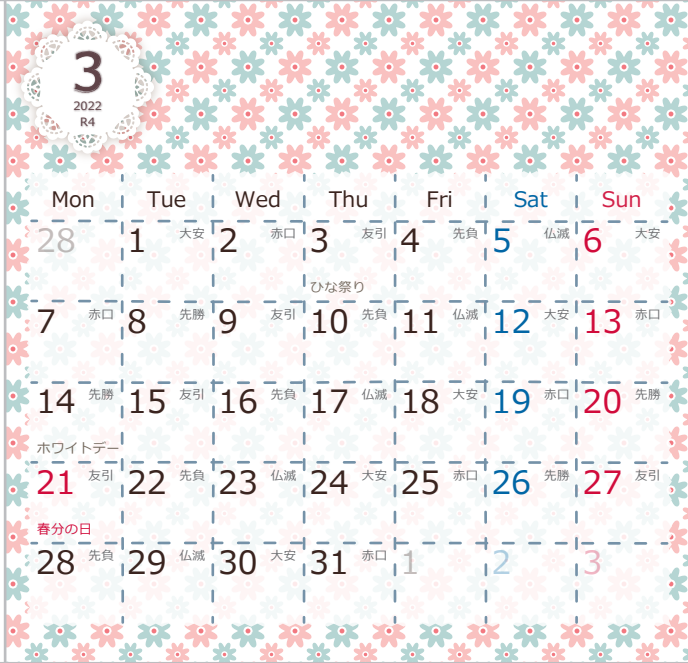 3
2022
R4
Mon Tue Wed Thu Fri Sat Sun
28 1 大安 2 赤口 3 友引 4 先負 5 仏滅 6 大安
ひな祭り
7 赤口 8 先勝 9 友引 10 先負 11 仏滅 12 大安 13 赤口
14 先勝 15 友引 16 先負 17 仏滅 18 大安 19 赤口 20 先勝
ホワイトデー
21 友引 22 先負 23 仏滅 24 大安 25 赤口 26 先勝 27 友引
春分の日
28 先負 29 仏滅 30 大安 31 赤口 1 2 3